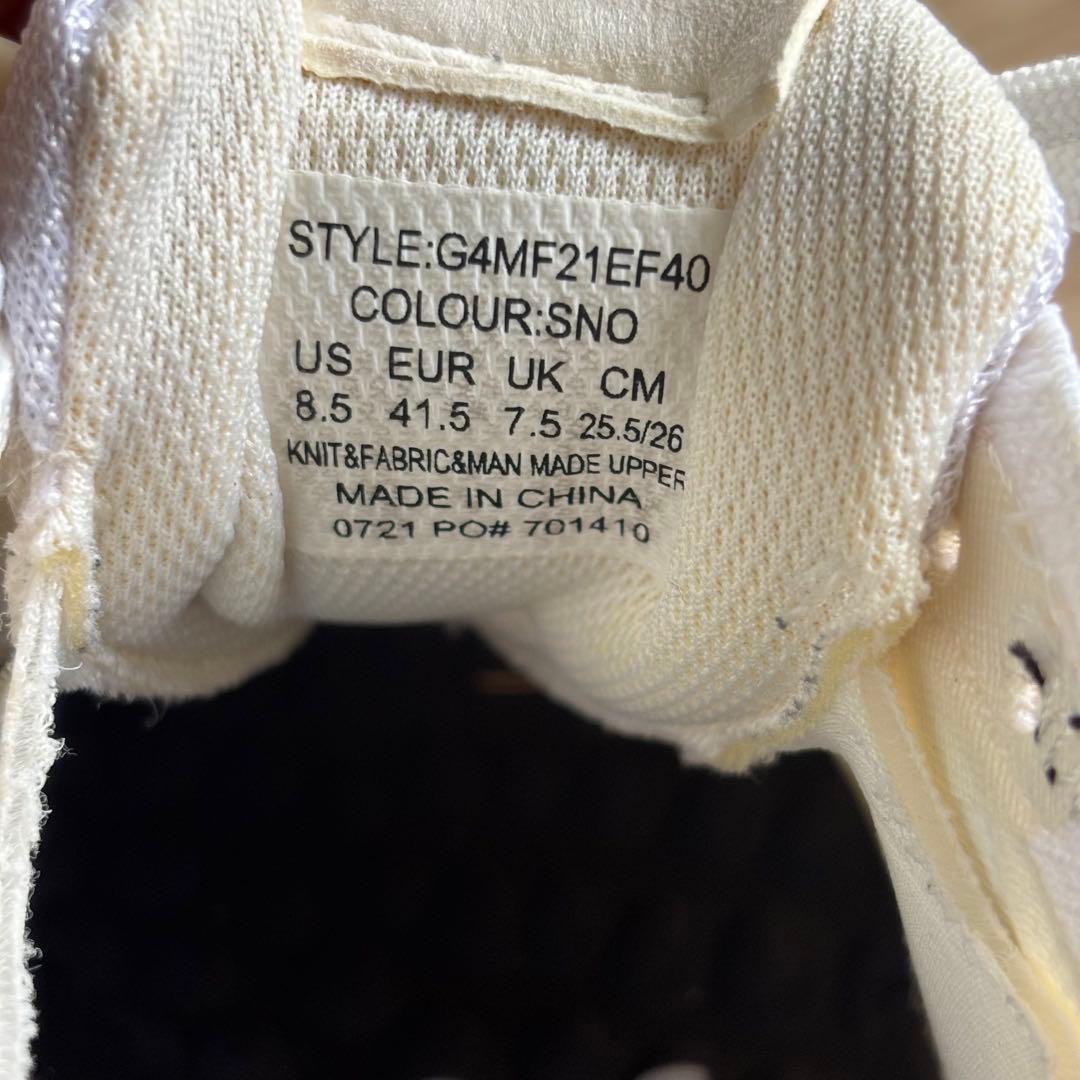 STYLE:G4MF21EF40
COLOUR:SNO
US EUR UK CM
8.5 41.5 7.5 25.5/26
KNIT&FABRIC&MAN MADE UPPER
MADE IN CHINA
0721 PO# 701410